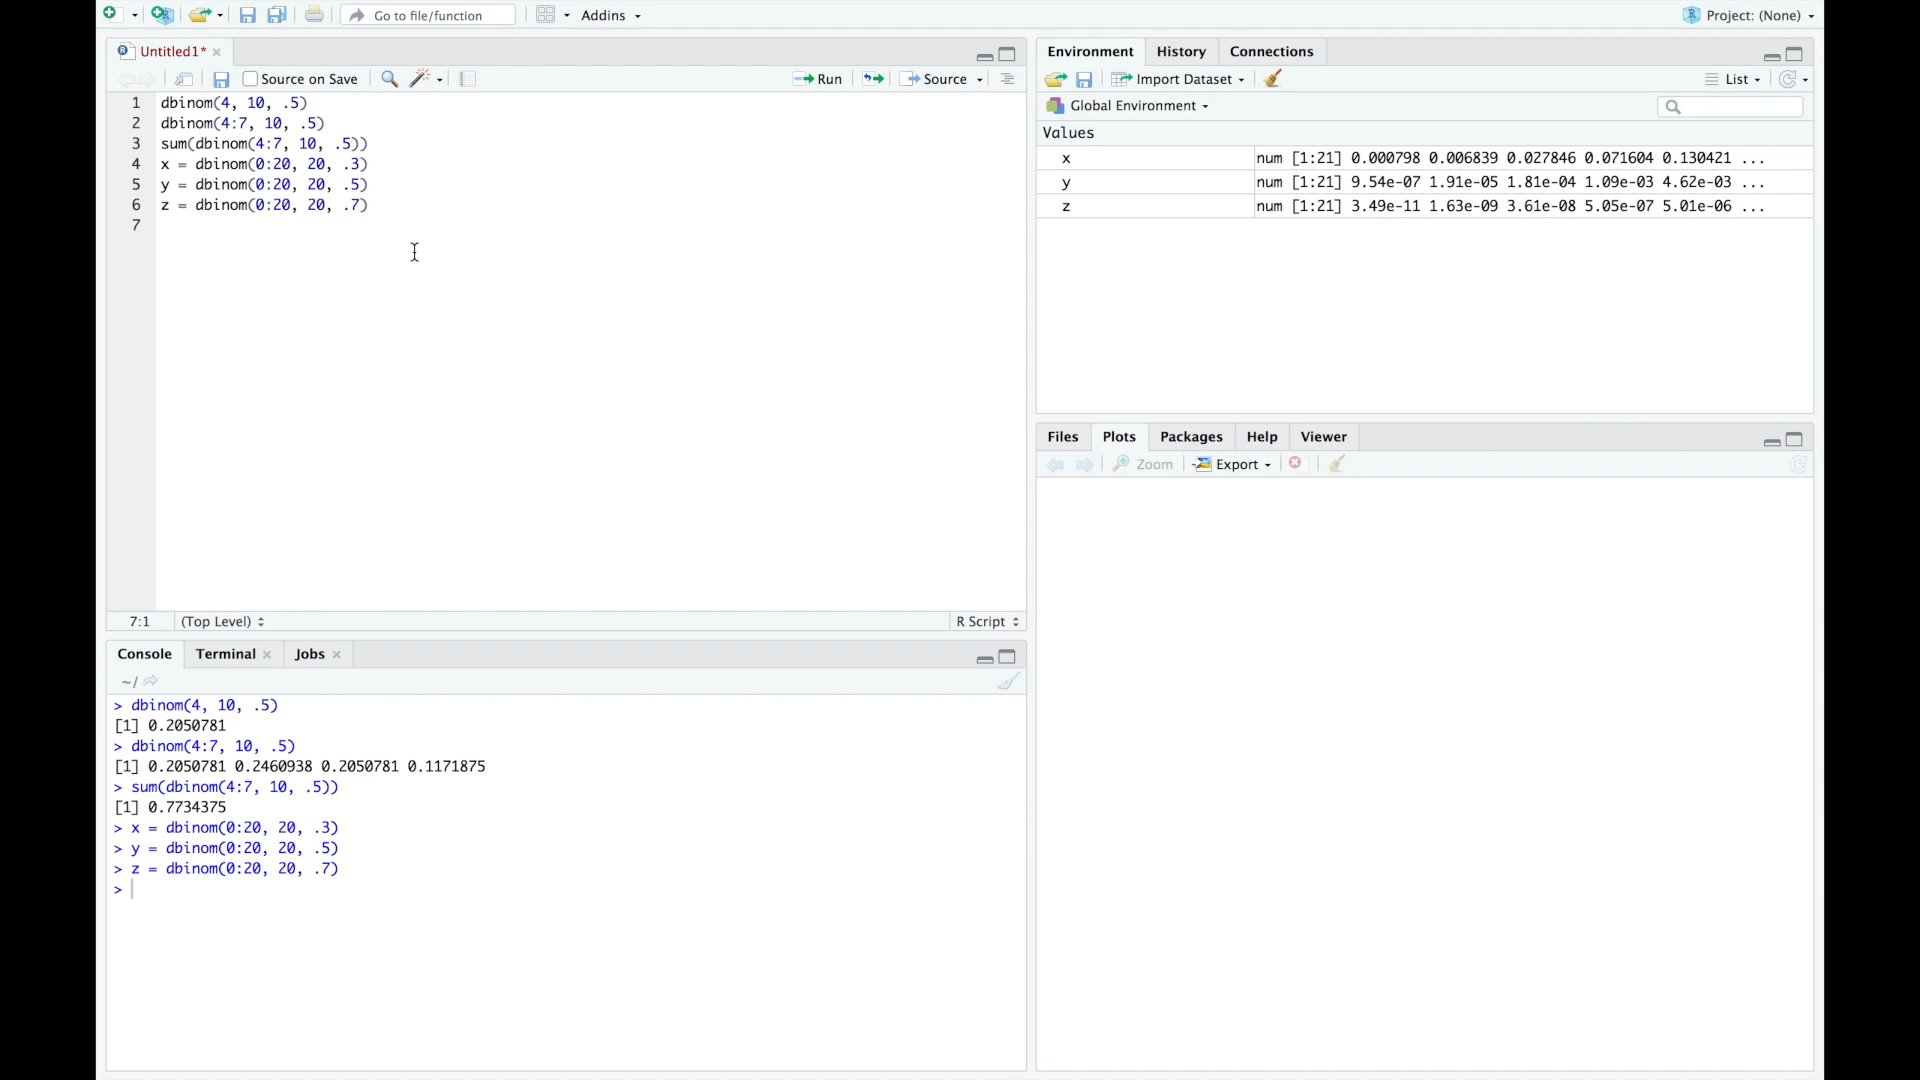 Go to file/function
Addins
Project: (None)
Untitled1*
Source on Save
Run
Source
1 dbinom(4, 10, .5)
2 dbinom(4:7, 10, .5)
3 sum(dbinom(4:7, 10, .5))
4 x = dbinom(0:20, 20, .3)
5 y = dbinom(0:20, 20, .5)
6 z = dbinom(0:20, 20, .7)
7
7:1 (Top Level) R Script
Console Terminal Jobs
~/
> dbinom(4, 10, .5)
[1] 0.2050781
> dbinom(4:7, 10, .5)
[1] 0.2050781 0.2460938 0.2050781 0.1171875
> sum(dbinom(4:7, 10, .5))
[1] 0.7734375
> x = dbinom(0:20, 20, .3)
> y = dbinom(0:20, 20, .5)
> z = dbinom(0:20, 20, .7)
>
Environment History Connections
Import Dataset List
Global Environment
Values
x num [1:21] 0.000798 0.006839 0.027846 0.071604 0.130421 ...
y num [1:21] 9.54e-07 1.91e-05 1.81e-04 1.09e-03 4.62e-03 ...
z num [1:21] 3.49e-11 1.63e-09 3.61e-08 5.05e-07 5.01e-06 ...
Files Plots Packages Help Viewer
Zoom Export